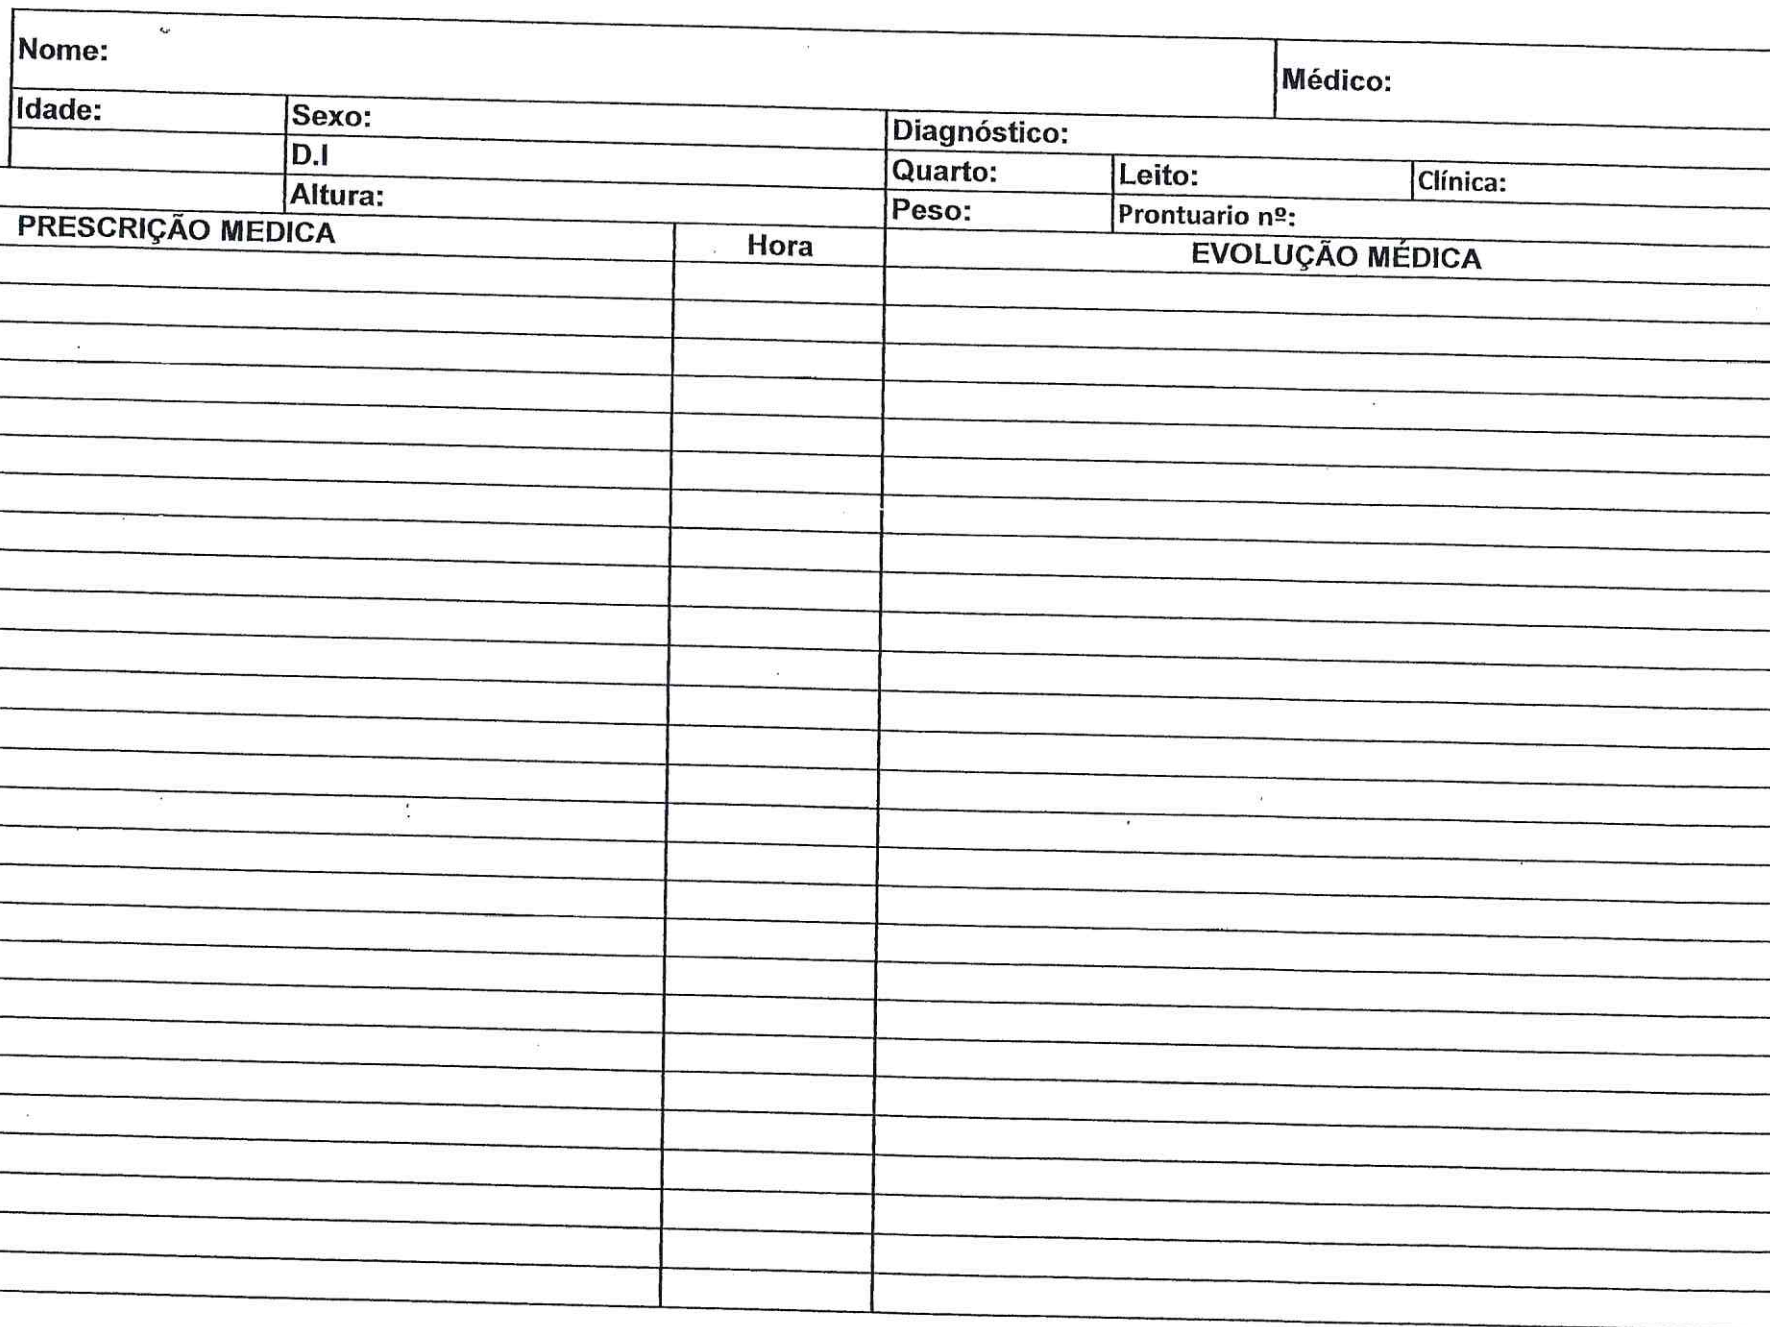 Nome: Médico:
Idade: Sexo: Diagnóstico:
D.I Quarto: Leito: Clínica:
Altura: Peso: Prontuario nº:
PRESCRIÇÃO MEDICA Hora EVOLUÇÃO MÉDICA